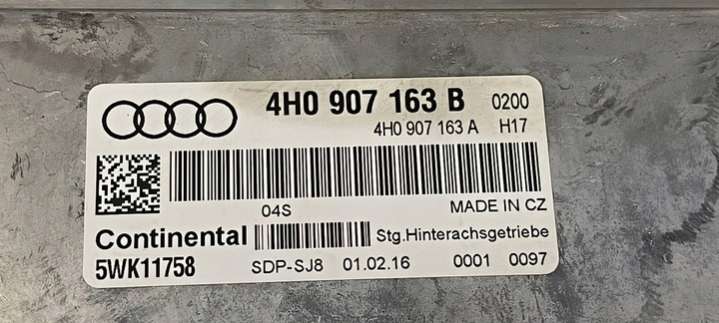 4H0 907 163 B 0200
4H0 907 163 A H17
04S MADE IN CZ
Continental Stg.Hinterachsgetriebe
5WK11758 SDP-SJ8 01.02.16 0001 0097